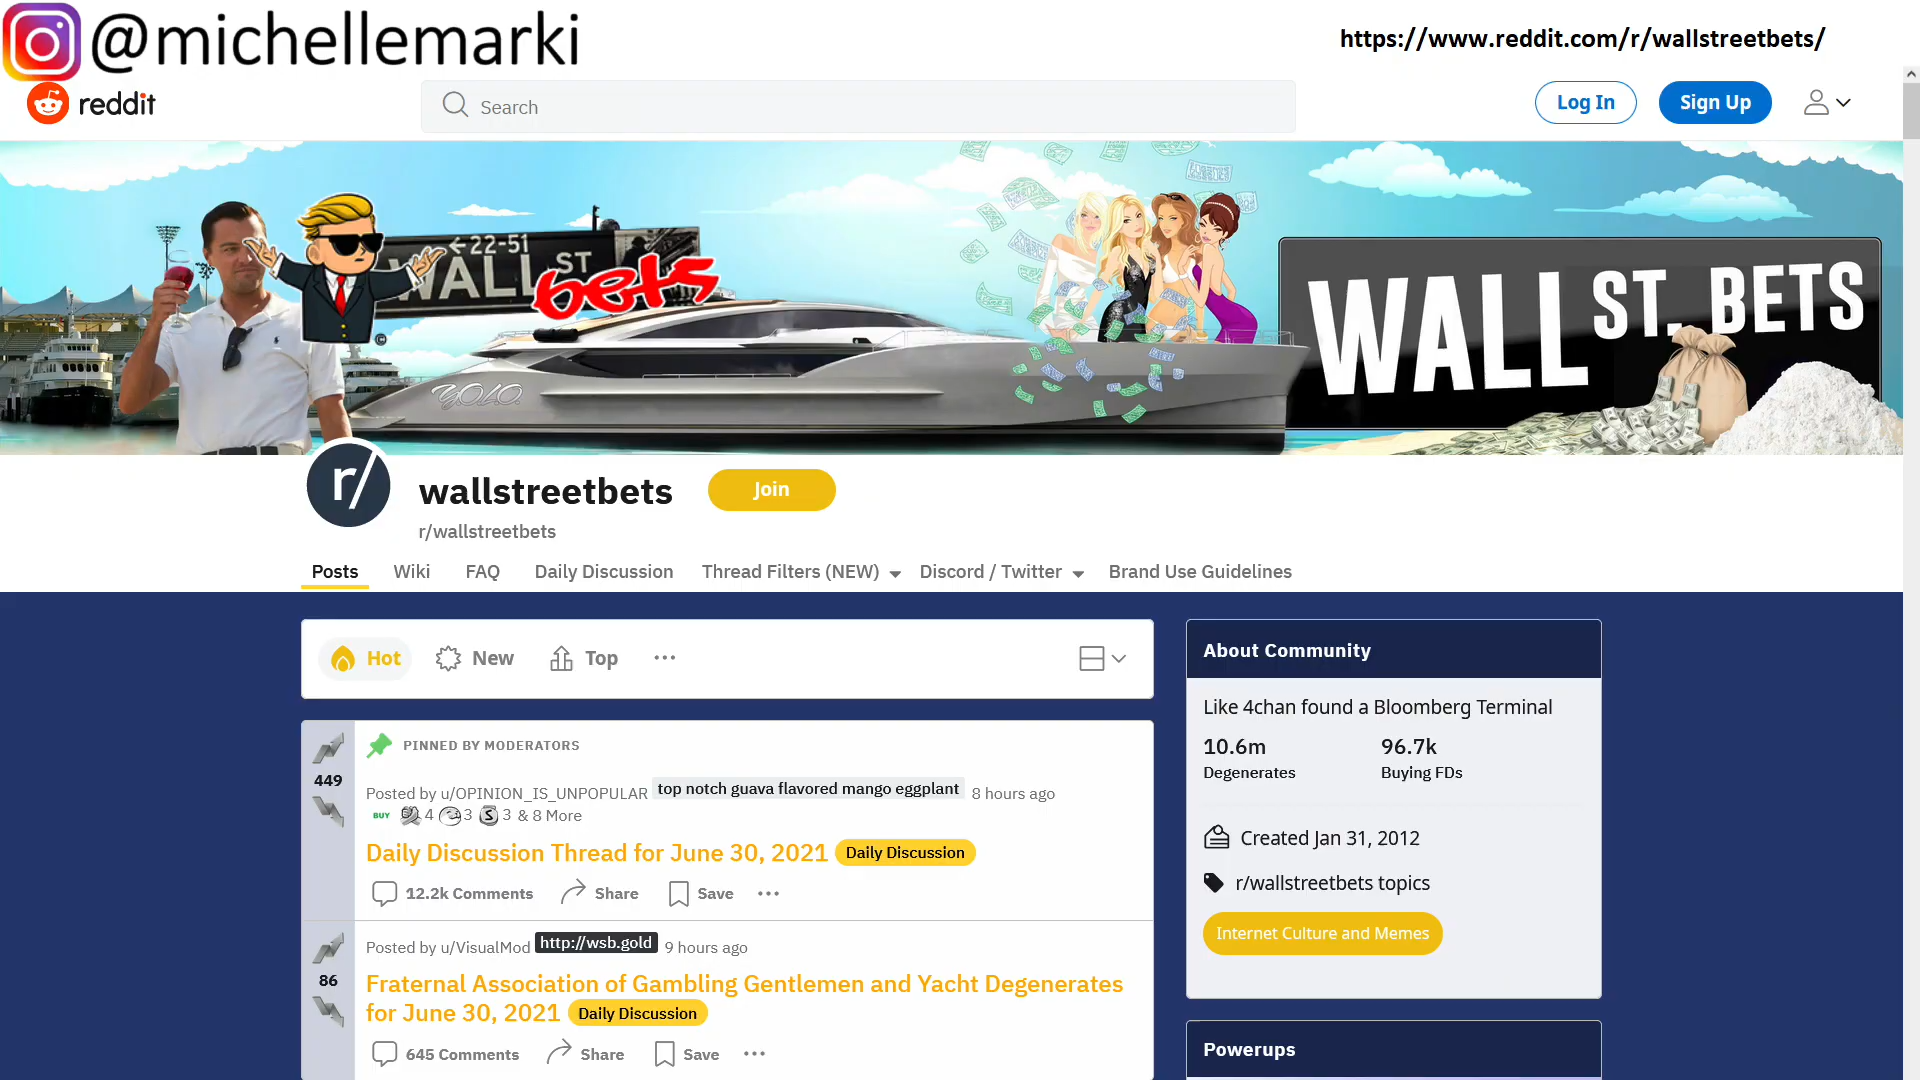 @michellemarki
https://www.reddit.com/r/wallstreetbets/
reddit
Search
Log In
Sign Up
←22-51
WALL ST
bets
YOLO
WALL ST. BETS
r/
wallstreetbets
Join
r/wallstreetbets
Posts
Wiki
FAQ
Daily Discussion
Thread Filters (NEW)
Discord / Twitter
Brand Use Guidelines
Hot
New
Top
449
PINNED BY MODERATORS
Posted by u/OPINION_IS_UNPOPULAR top notch guava flavored mango eggplant 8 hours ago
BUY 4 3 S 3 & 8 More
Daily Discussion Thread for June 30, 2021 Daily Discussion
12.2k Comments
Share
Save
86
Posted by u/VisualMod http://wsb.gold 9 hours ago
Fraternal Association of Gambling Gentlemen and Yacht Degenerates
for June 30, 2021 Daily Discussion
645 Comments
Share
Save
About Community
Like 4chan found a Bloomberg Terminal
10.6m
Degenerates
96.7k
Buying FDs
Created Jan 31, 2012
r/wallstreetbets topics
Internet Culture and Memes
Powerups